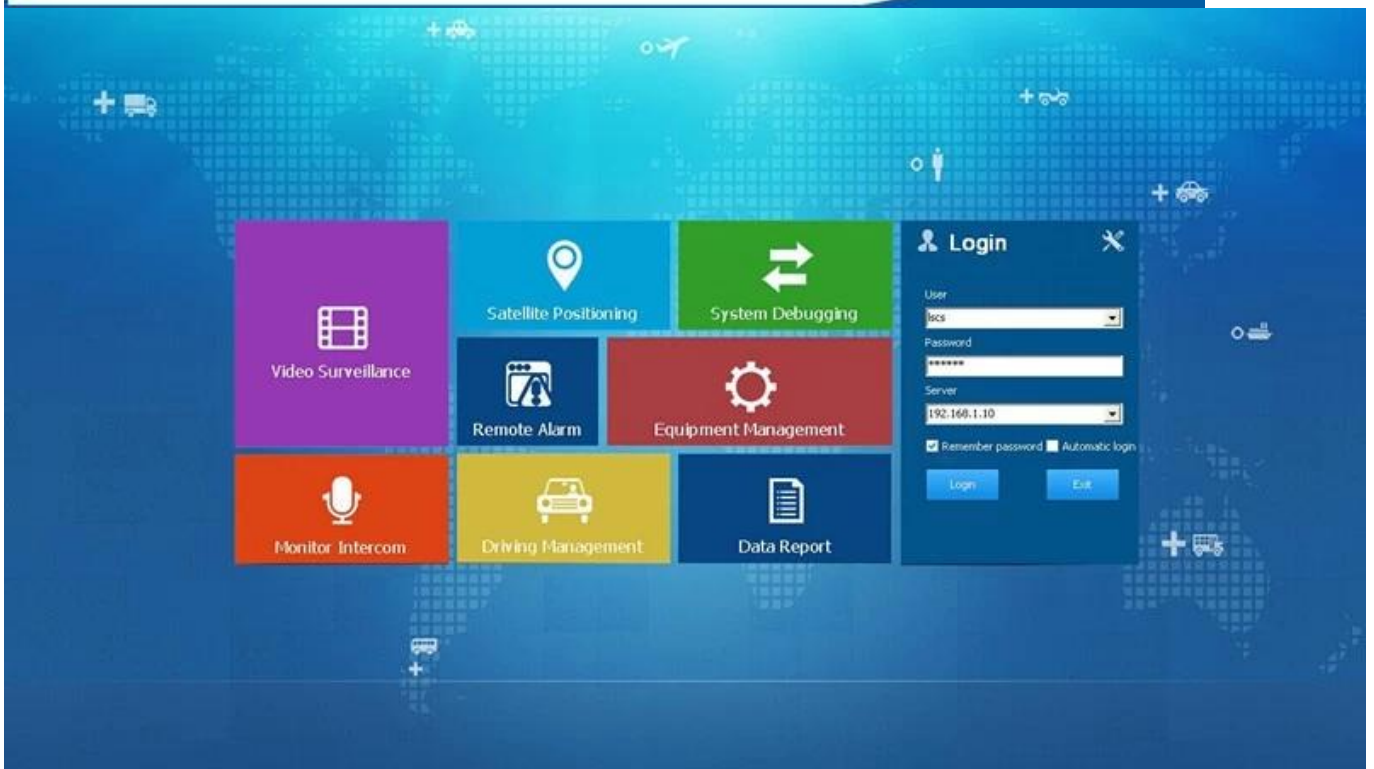 Video Surveillance
Satellite Positioning
System Debugging
Remote Alarm
Equipment Management
Monitor Intercom
Driving Management
Data Report
Login
User
lscs
Password
******
Server
192.168.1.10
Remember password Automatic login
Login Exit